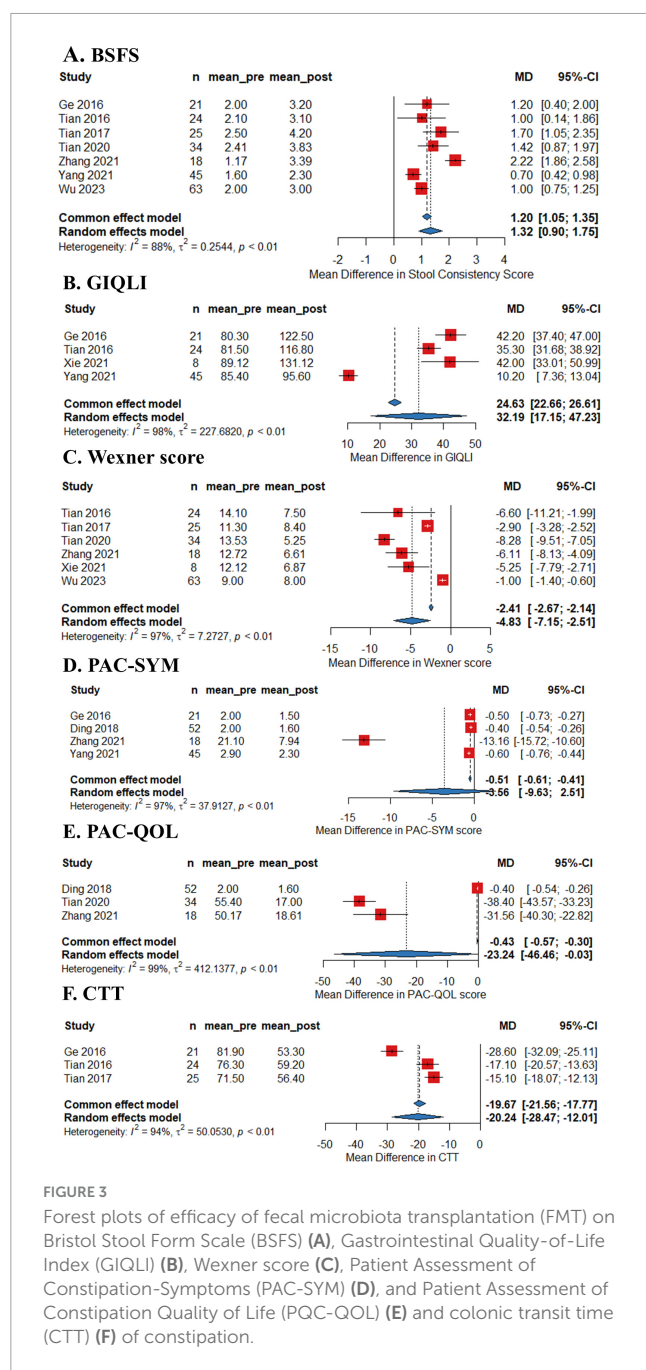 A. BSFS
Study n mean_pre mean_post MD 95%-CI
Ge 2016 21 2.00 3.20 1.20 [0.40; 2.00]
Tian 2016 24 2.10 3.10 1.00 [0.14; 1.86]
Tian 2017 25 2.50 4.20 1.70 [1.05; 2.35]
Tian 2020 34 2.41 3.83 1.42 [0.87; 1.97]
Zhang 2021 18 1.17 3.39 2.22 [1.86; 2.58]
Yang 2021 45 1.60 2.30 0.70 [0.42; 0.98]
Wu 2023 63 2.00 3.00 1.00 [0.75; 1.25]
Common effect model 1.20 [1.05; 1.35]
Random effects model 1.32 [0.90; 1.75]
Heterogeneity: I² = 88%, τ² = 0.2544, p < 0.01
-2 -1 0 1 2 3 4
Mean Difference in Stool Consistency Score
B. GIQLI
Study n mean_pre mean_post MD 95%-CI
Ge 2016 21 80.30 122.50 42.20 [37.40; 47.00]
Tian 2016 24 81.50 116.80 35.30 [31.68; 38.92]
Xie 2021 8 89.12 131.12 42.00 [33.01; 50.99]
Yang 2021 45 85.40 95.60 10.20 [ 7.36; 13.04]
Common effect model 24.63 [22.66; 26.61]
Random effects model 32.19 [17.15; 47.23]
Heterogeneity: I² = 98%, τ² = 227.6820, p < 0.01
10 20 30 40 50
Mean Difference in GIQLI
C. Wexner score
Study n mean_pre mean_post MD 95%-CI
Tian 2016 24 14.10 7.50 -6.60 [-11.21; -1.99]
Tian 2017 25 11.30 8.40 -2.90 [ -3.28; -2.52]
Tian 2020 34 13.53 5.25 -8.28 [ -9.51; -7.05]
Zhang 2021 18 12.72 6.61 -6.11 [ -8.13; -4.09]
Xie 2021 8 12.12 6.87 -5.25 [ -7.79; -2.71]
Wu 2023 63 9.00 8.00 -1.00 [ -1.40; -0.60]
Common effect model -2.41 [ -2.67; -2.14]
Random effects model -4.83 [ -7.15; -2.51]
Heterogeneity: I² = 97%, τ² = 7.2727, p < 0.01
-15 -10 -5 0 5
Mean Difference in Wexner score
D. PAC-SYM
Study n mean_pre mean_post MD 95%-CI
Ge 2016 21 2.00 1.50 -0.50 [ -0.73; -0.27]
Ding 2018 52 2.00 1.60 -0.40 [ -0.54; -0.26]
Zhang 2021 18 21.10 7.94 -13.16 [-15.72; -10.60]
Yang 2021 45 2.90 2.30 -0.60 [ -0.76; -0.44]
Common effect model -0.51 [ -0.61; -0.41]
Random effects model -3.56 [ -9.63; 2.51]
Heterogeneity: I² = 97%, τ² = 37.9127, p < 0.01
-15 -10 -5 0
Mean Difference in PAC-SYM score
E. PAC-QOL
Study n mean_pre mean_post MD 95%-CI
Ding 2018 52 2.00 1.60 -0.40 [ -0.54; -0.26]
Tian 2020 34 55.40 17.00 -38.40 [-43.57; -33.23]
Zhang 2021 18 50.17 18.61 -31.56 [-40.30; -22.82]
Common effect model -0.43 [ -0.57; -0.30]
Random effects model -23.24 [-46.46; -0.03]
Heterogeneity: I² = 99%, τ² = 412.1377, p < 0.01
-50 -40 -30 -20 -10 0
Mean Difference in PAC-QOL score
F. CTT
Study n mean_pre mean_post MD 95%-CI
Ge 2016 21 81.90 53.30 -28.60 [-32.09; -25.11]
Tian 2016 24 76.30 59.20 -17.10 [-20.57; -13.63]
Tian 2017 25 71.50 56.40 -15.10 [-18.07; -12.13]
Common effect model -19.67 [-21.56; -17.77]
Random effects model -20.24 [-28.47; -12.01]
Heterogeneity: I² = 94%, τ² = 50.0530, p < 0.01
-50 -40 -30 -20 -10 0
Mean Difference in CTT
FIGURE 3
Forest plots of efficacy of fecal microbiota transplantation (FMT) on
Bristol Stool Form Scale (BSFS) (A), Gastrointestinal Quality-of-Life
Index (GIQLI) (B), Wexner score (C), Patient Assessment of
Constipation-Symptoms (PAC-SYM) (D), and Patient Assessment of
Constipation Quality of Life (PQC-QOL) (E) and colonic transit time
(CTT) (F) of constipation.